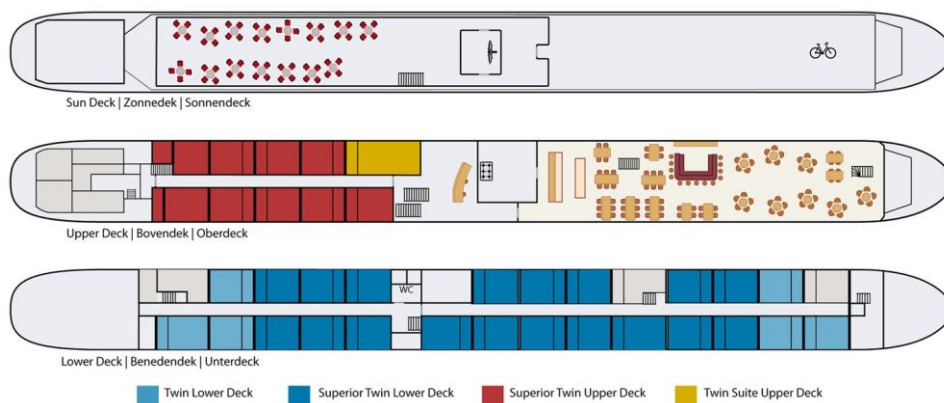 Sun Deck | Zonnedek | Sonnendeck
Upper Deck | Bovendek | Oberdeck
WC
Lower Deck | Benedendek | Unterdeck
Twin Lower Deck
Superior Twin Lower Deck
Superior Twin Upper Deck
Twin Suite Upper Deck